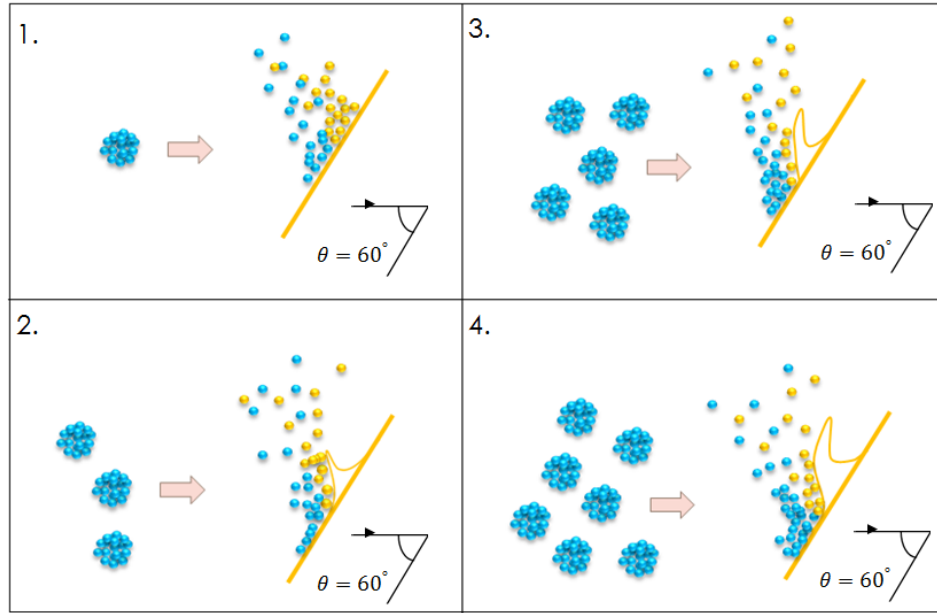 1.
θ = 60°
2.
θ = 60°
3.
θ = 60°
4.
θ = 60°